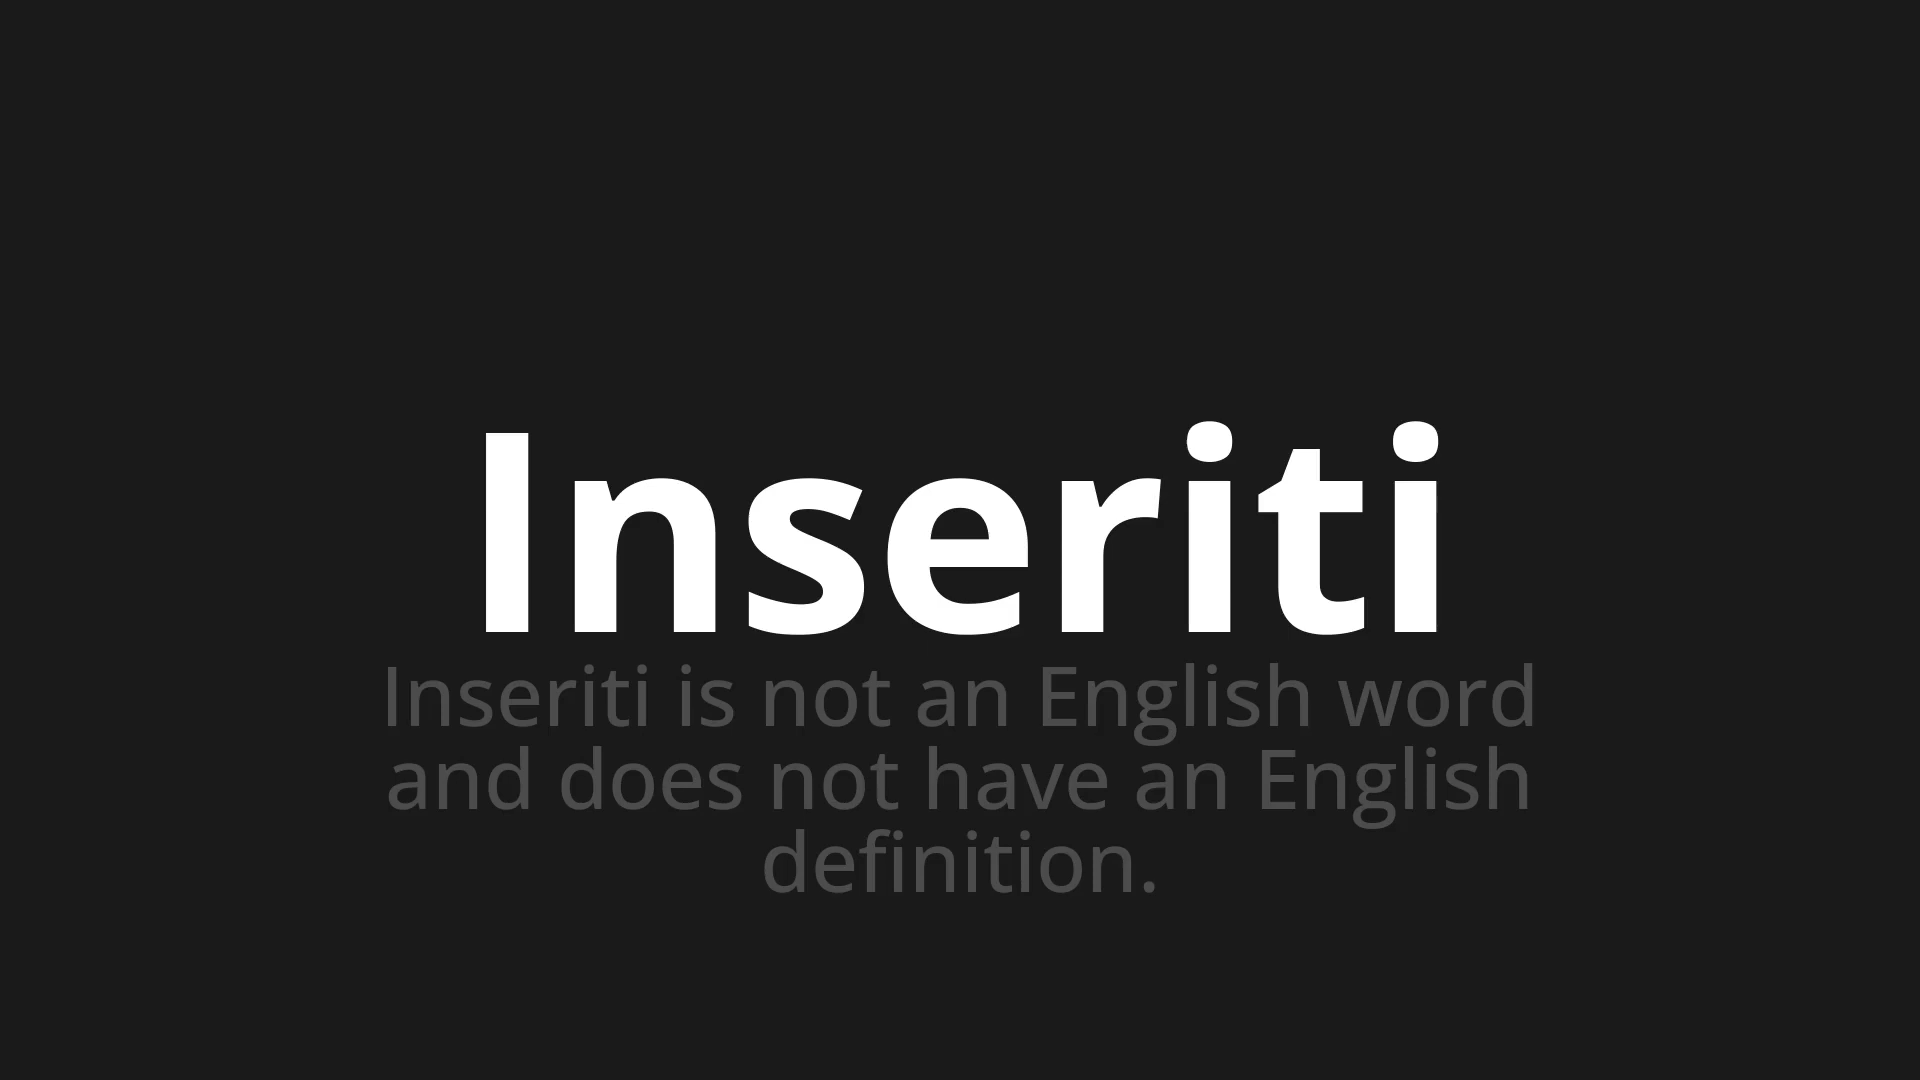 Inseriti
Inseriti is not an English word
and does not have an English
definition.